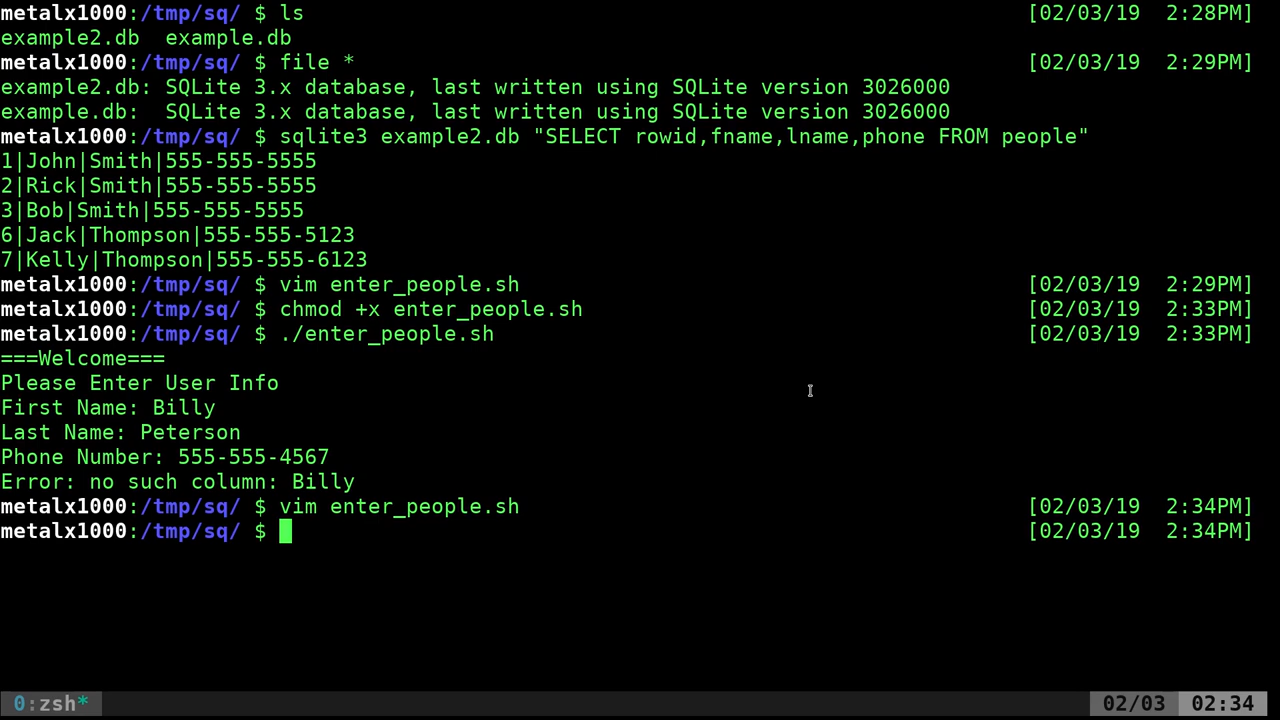 metalx1000:/tmp/sq/ $ ls [02/03/19  2:28PM]
example2.db  example.db
metalx1000:/tmp/sq/ $ file * [02/03/19  2:29PM]
example2.db: SQLite 3.x database, last written using SQLite version 3026000
example.db:  SQLite 3.x database, last written using SQLite version 3026000
metalx1000:/tmp/sq/ $ sqlite3 example2.db "SELECT rowid,fname,lname,phone FROM people"
1|John|Smith|555-555-5555
2|Rick|Smith|555-555-5555
3|Bob|Smith|555-555-5555
6|Jack|Thompson|555-555-5123
7|Kelly|Thompson|555-555-6123
metalx1000:/tmp/sq/ $ vim enter_people.sh [02/03/19  2:29PM]
metalx1000:/tmp/sq/ $ chmod +x enter_people.sh [02/03/19  2:33PM]
metalx1000:/tmp/sq/ $ ./enter_people.sh [02/03/19  2:33PM]
===Welcome===
Please Enter User Info
First Name: Billy
Last Name: Peterson
Phone Number: 555-555-4567
Error: no such column: Billy
metalx1000:/tmp/sq/ $ vim enter_people.sh [02/03/19  2:34PM]
metalx1000:/tmp/sq/ $ [02/03/19  2:34PM]
0:zsh* 02/03 02:34